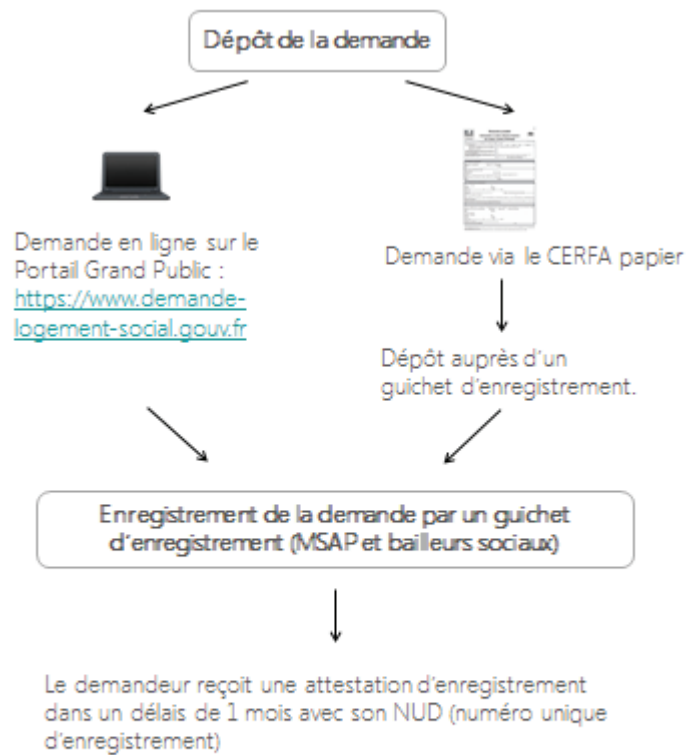 Dépôt de la demande
Demande en ligne sur le
Portail Grand Public :
https://www.demande-
logement-social.gouv.fr
Demande via le CERFA papier
Dépôt auprès d'un
guichet d'enregistrement.
Enregistrement de la demande par un guichet
d'enregistrement (MSAP et bailleurs sociaux)
Le demandeur reçoit une attestation d'enregistrement
dans un délais de 1 mois avec son NUD (numéro unique
d'enregistrement)